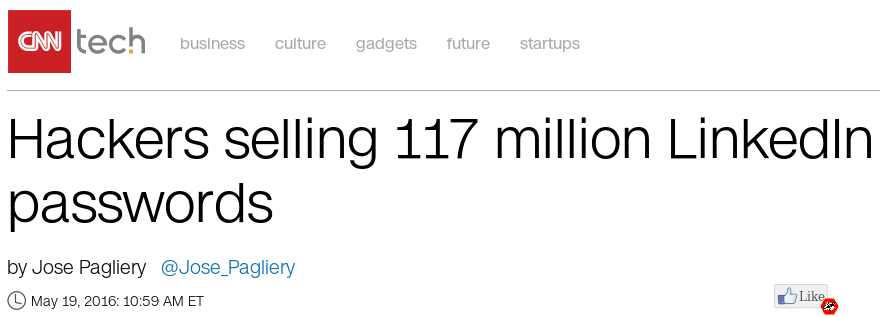 CNN tech business culture gadgets future startups
Hackers selling 117 million LinkedIn
passwords
by Jose Pagliery @Jose_Pagliery
May 19, 2016: 10:59 AM ET
Like